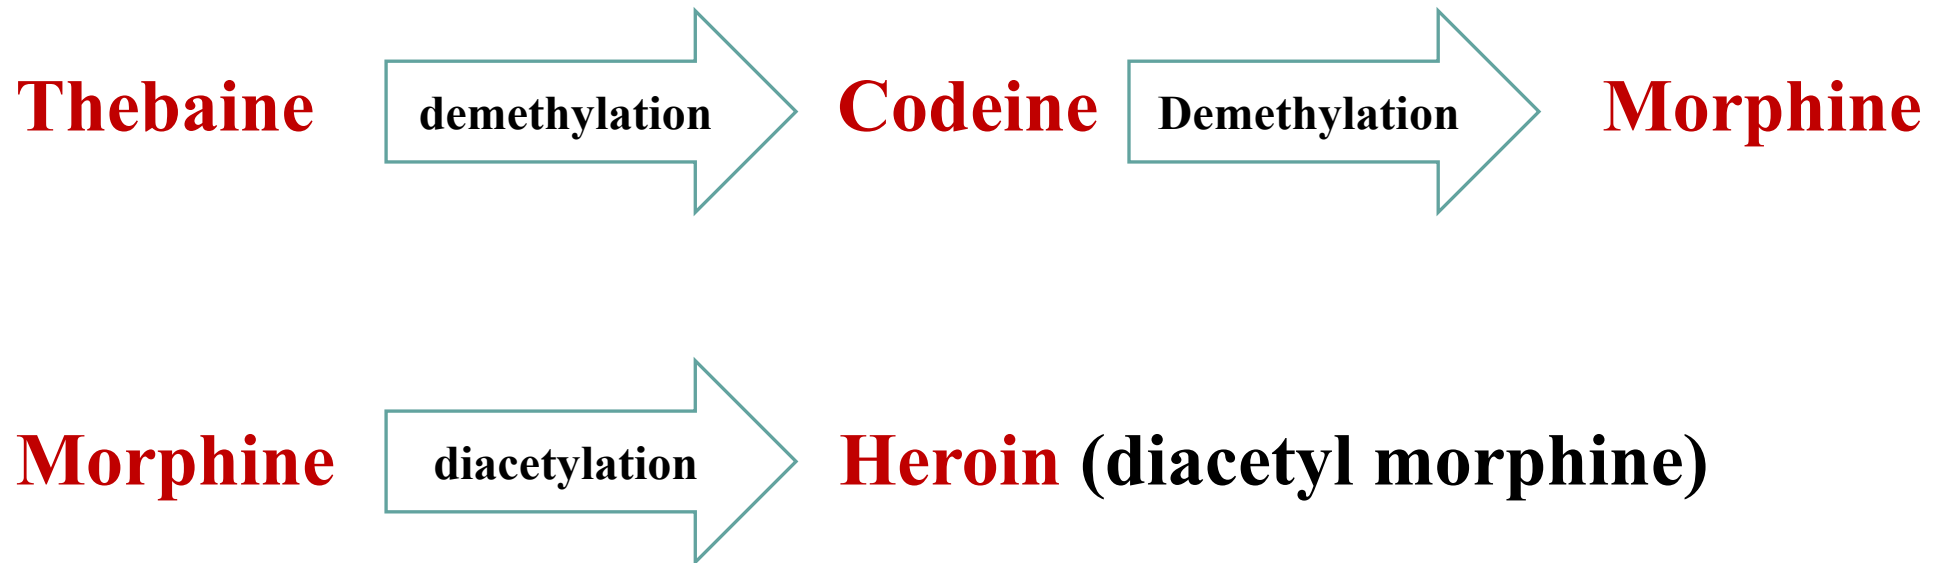 Thebaine demethylation Codeine Demethylation Morphine
Morphine diacetylation Heroin (diacetyl morphine)